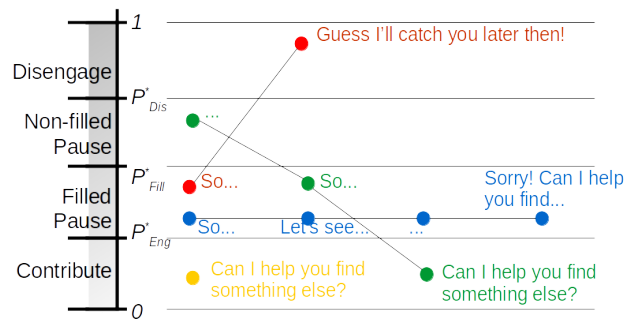 1
Guess I'll catch you later then!
Disengage
P*Dis
...
Non-filled
Pause
P*Fill
So...
So...
Sorry! Can I help
you find...
Filled
Pause
So...
Let's see...
...
P*Eng
Contribute
Can I help you find
something else?
Can I help you find
something else?
0